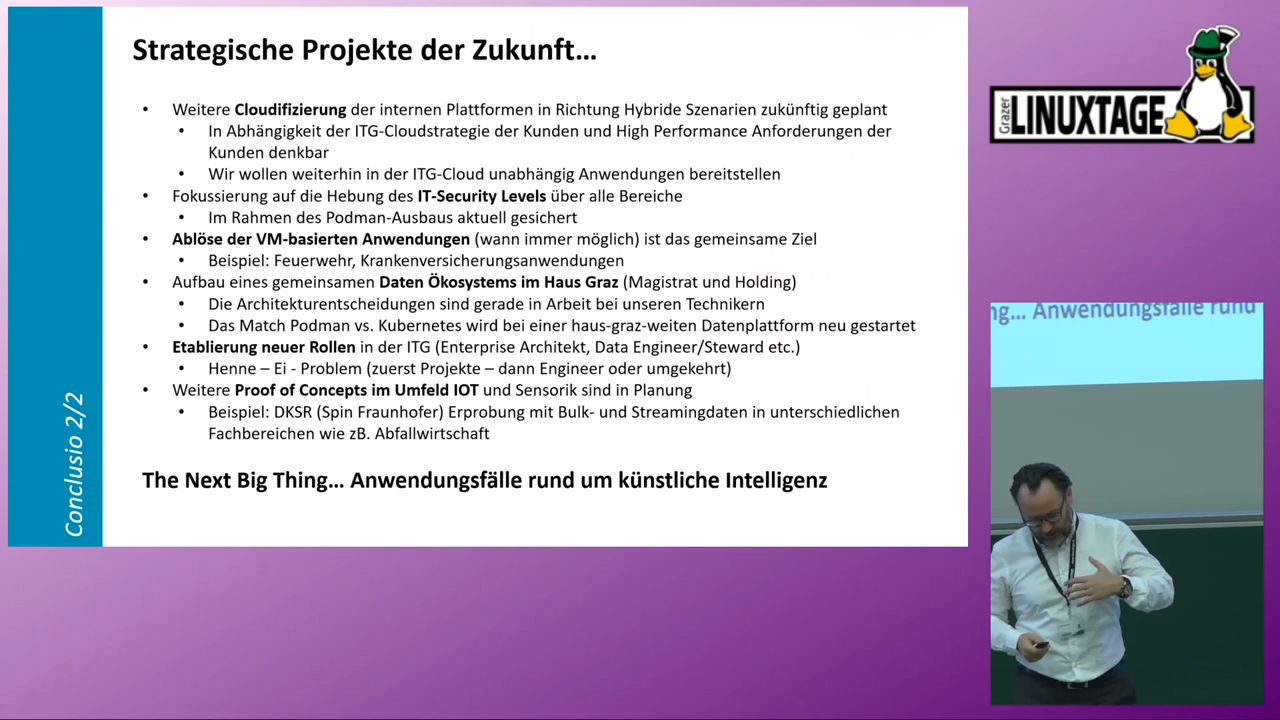 Strategische Projekte der Zukunft…
• Weitere Cloudifizierung der internen Plattformen in Richtung Hybride Szenarien zukünftig geplant
• In Abhängigkeit der ITG-Cloudstrategie der Kunden und High Performance Anforderungen der
Kunden denkbar
• Wir wollen weiterhin in der ITG-Cloud unabhängig Anwendungen bereitstellen
• Fokussierung auf die Hebung des IT-Security Levels über alle Bereiche
• Im Rahmen des Podman-Ausbaus aktuell gesichert
• Ablöse der VM-basierten Anwendungen (wann immer möglich) ist das gemeinsame Ziel
• Beispiel: Feuerwehr, Krankenversicherungsanwendungen
• Aufbau eines gemeinsamen Daten Ökosystems im Haus Graz (Magistrat und Holding)
• Die Architekturentscheidungen sind gerade in Arbeit bei unseren Technikern
• Das Match Podman vs. Kubernetes wird bei einer haus-graz-weiten Datenplattform neu gestartet
• Etablierung neuer Rollen in der ITG (Enterprise Architekt, Data Engineer/Steward etc.)
• Henne – Ei - Problem (zuerst Projekte – dann Engineer oder umgekehrt)
• Weitere Proof of Concepts im Umfeld IOT und Sensorik sind in Planung
• Beispiel: DKSR (Spin Fraunhofer) Erprobung mit Bulk- und Streamingdaten in unterschiedlichen
Fachbereichen wie zB. Abfallwirtschaft
The Next Big Thing… Anwendungsfälle rund um künstliche Intelligenz
Conclusio 2/2
Grazer
LINUXTAGE
ng... Anwendungsfälle rund